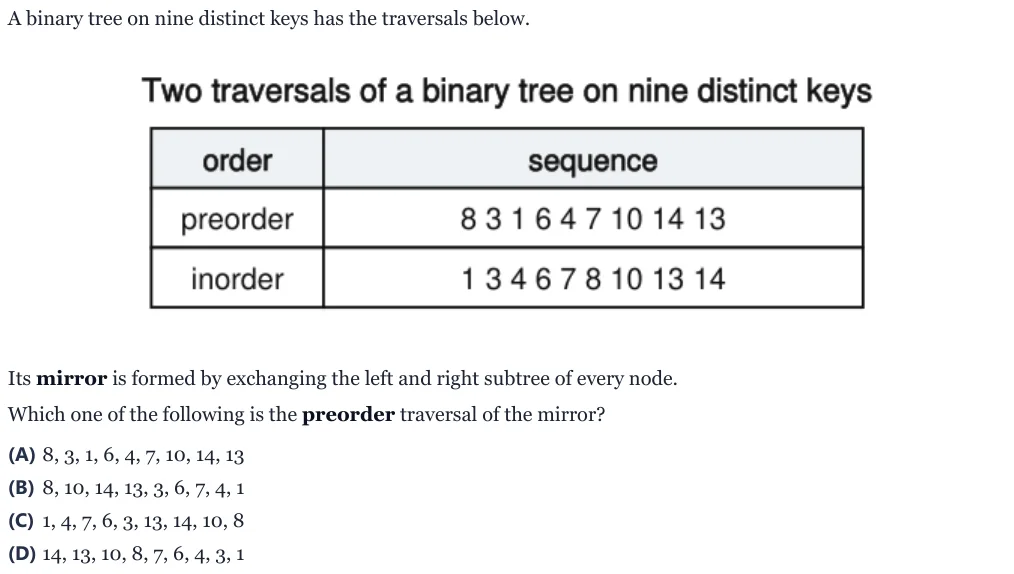 A binary tree on nine distinct keys has the traversals below.
Two traversals of a binary tree on nine distinct keys
order sequence
preorder 8 3 1 6 4 7 10 14 13
inorder 1 3 4 6 7 8 10 13 14
Its mirror is formed by exchanging the left and right subtree of every node.
Which one of the following is the preorder traversal of the mirror?
(A) 8, 3, 1, 6, 4, 7, 10, 14, 13
(B) 8, 10, 14, 13, 3, 6, 7, 4, 1
(C) 1, 4, 7, 6, 3, 13, 14, 10, 8
(D) 14, 13, 10, 8, 7, 6, 4, 3, 1